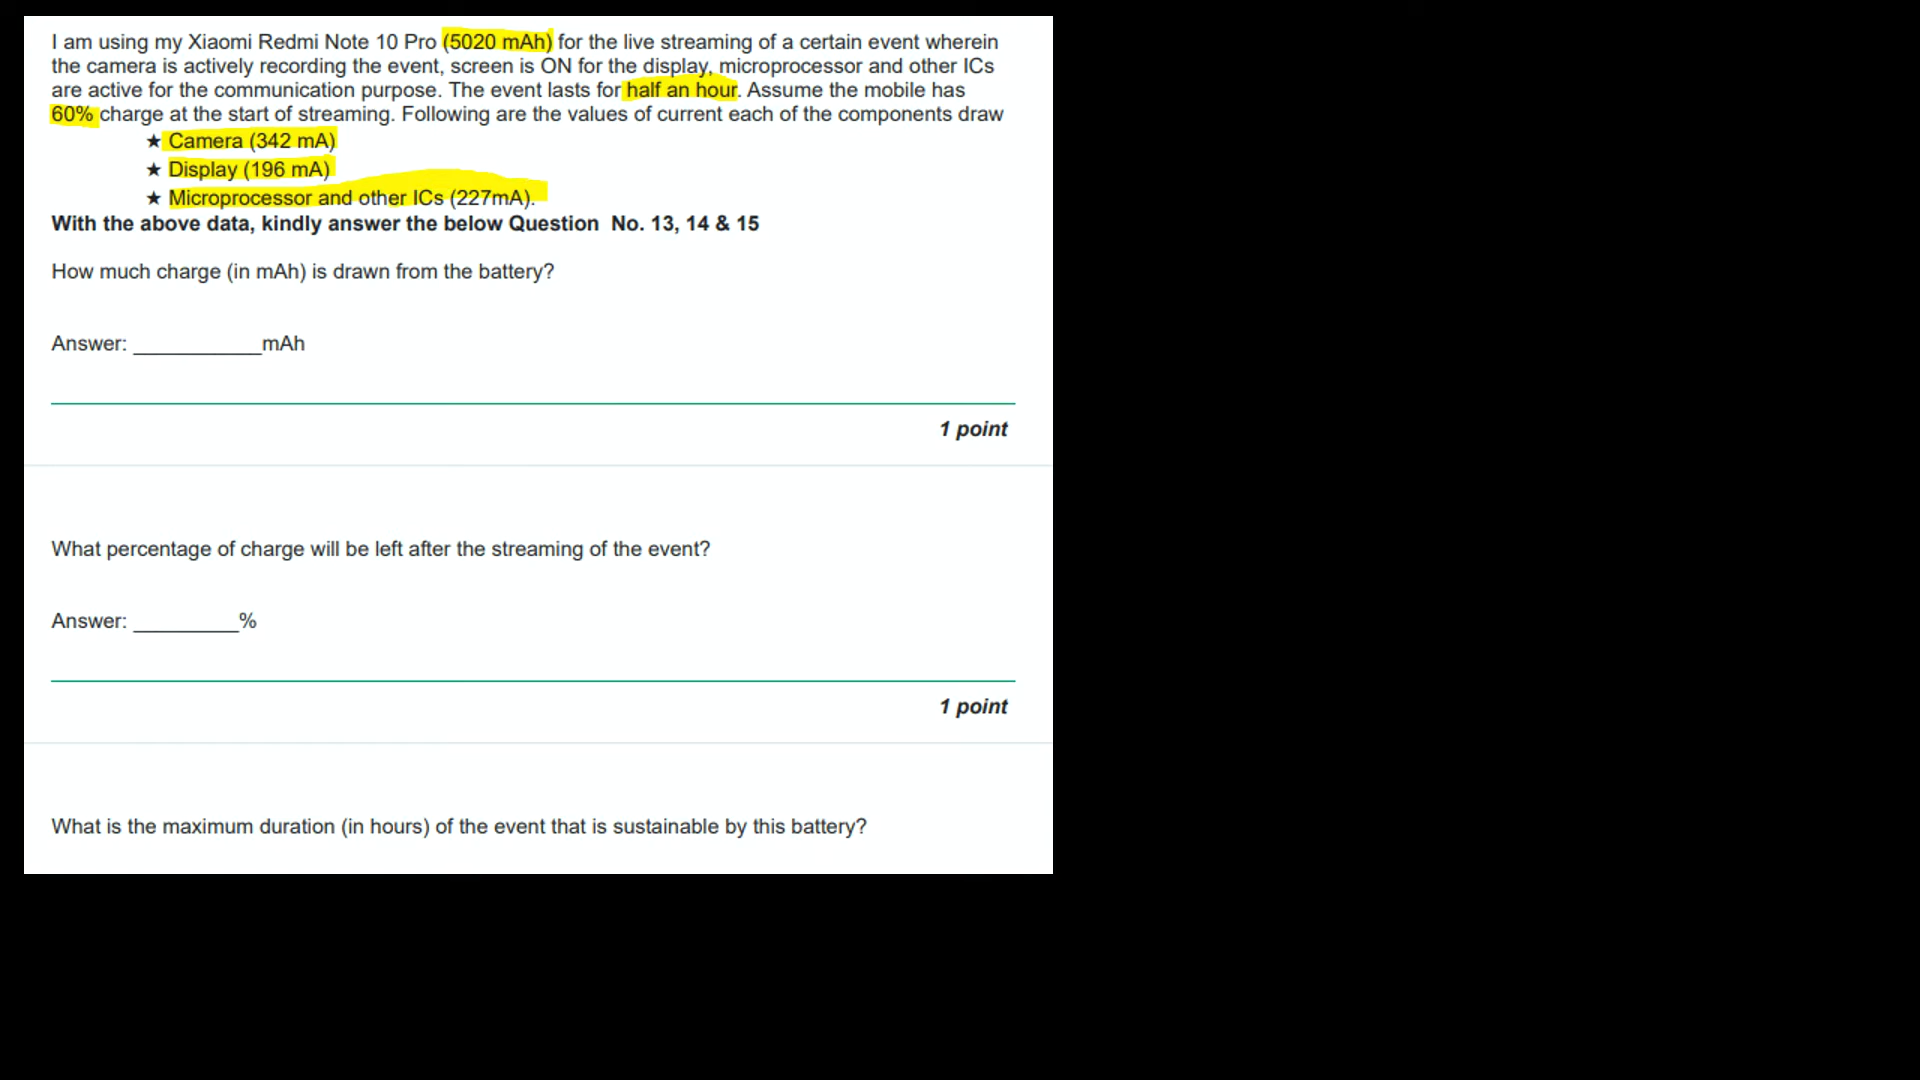 I am using my Xiaomi Redmi Note 10 Pro (5020 mAh) for the live streaming of a certain event wherein
the camera is actively recording the event, screen is ON for the display, microprocessor and other ICs
are active for the communication purpose. The event lasts for half an hour. Assume the mobile has
60% charge at the start of streaming. Following are the values of current each of the components draw
★ Camera (342 mA)
★ Display (196 mA)
★ Microprocessor and other ICs (227mA).
With the above data, kindly answer the below Question No. 13, 14 & 15
How much charge (in mAh) is drawn from the battery?
Answer: ___________mAh
1 point
What percentage of charge will be left after the streaming of the event?
Answer: _________%
1 point
What is the maximum duration (in hours) of the event that is sustainable by this battery?